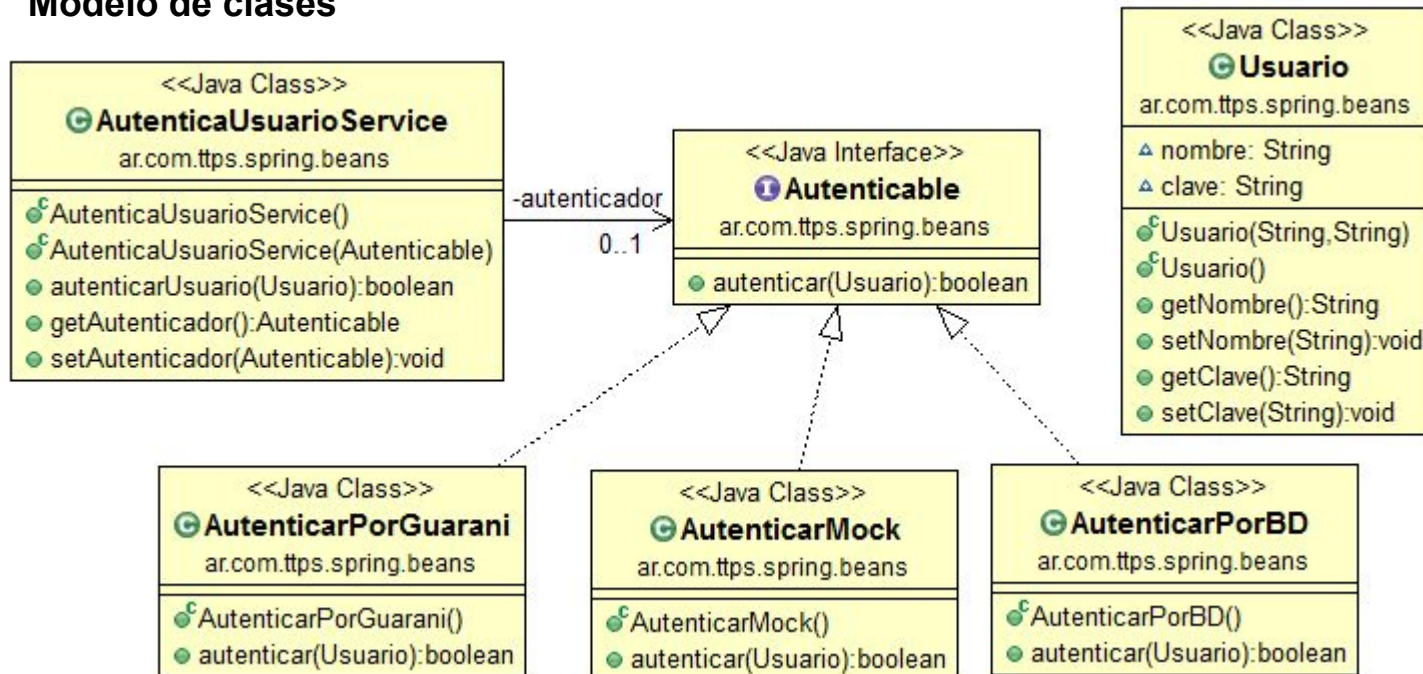 Modelo de clases
<<Java Class>>
AutenticaUsuarioService
ar.com.ttps.spring.beans
AutenticaUsuarioService()
AutenticaUsuarioService(Autenticable)
autenticarUsuario(Usuario):boolean
getAutenticador():Autenticable
setAutenticador(Autenticable):void
-autenticador
0..1
<<Java Interface>>
Autenticable
ar.com.ttps.spring.beans
autenticar(Usuario):boolean
<<Java Class>>
Usuario
ar.com.ttps.spring.beans
nombre: String
clave: String
Usuario(String,String)
Usuario()
getNombre():String
setNombre(String):void
getClave():String
setClave(String):void
<<Java Class>>
AutenticarPorGuarani
ar.com.ttps.spring.beans
AutenticarPorGuarani()
autenticar(Usuario):boolean
<<Java Class>>
AutenticarMock
ar.com.ttps.spring.beans
AutenticarMock()
autenticar(Usuario):boolean
<<Java Class>>
AutenticarPorBD
ar.com.ttps.spring.beans
AutenticarPorBD()
autenticar(Usuario):boolean